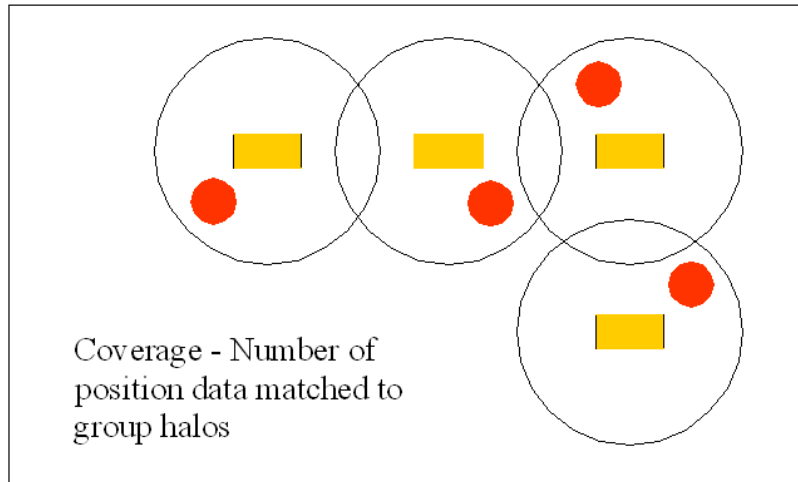 Coverage - Number of
position data matched to
group halos